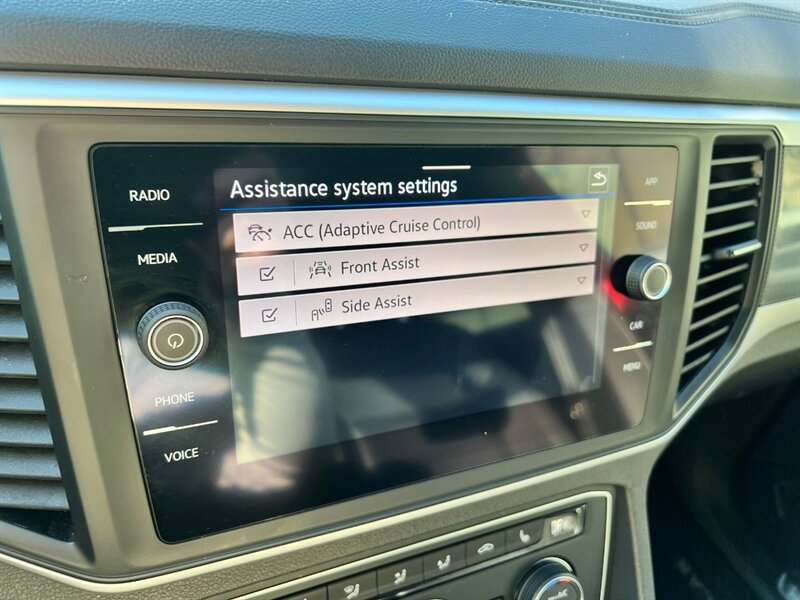 RADIO
MEDIA
PHONE
VOICE
Assistance system settings
ACC (Adaptive Cruise Control)
Front Assist
Side Assist
APP
SOUND
CAR
MENU